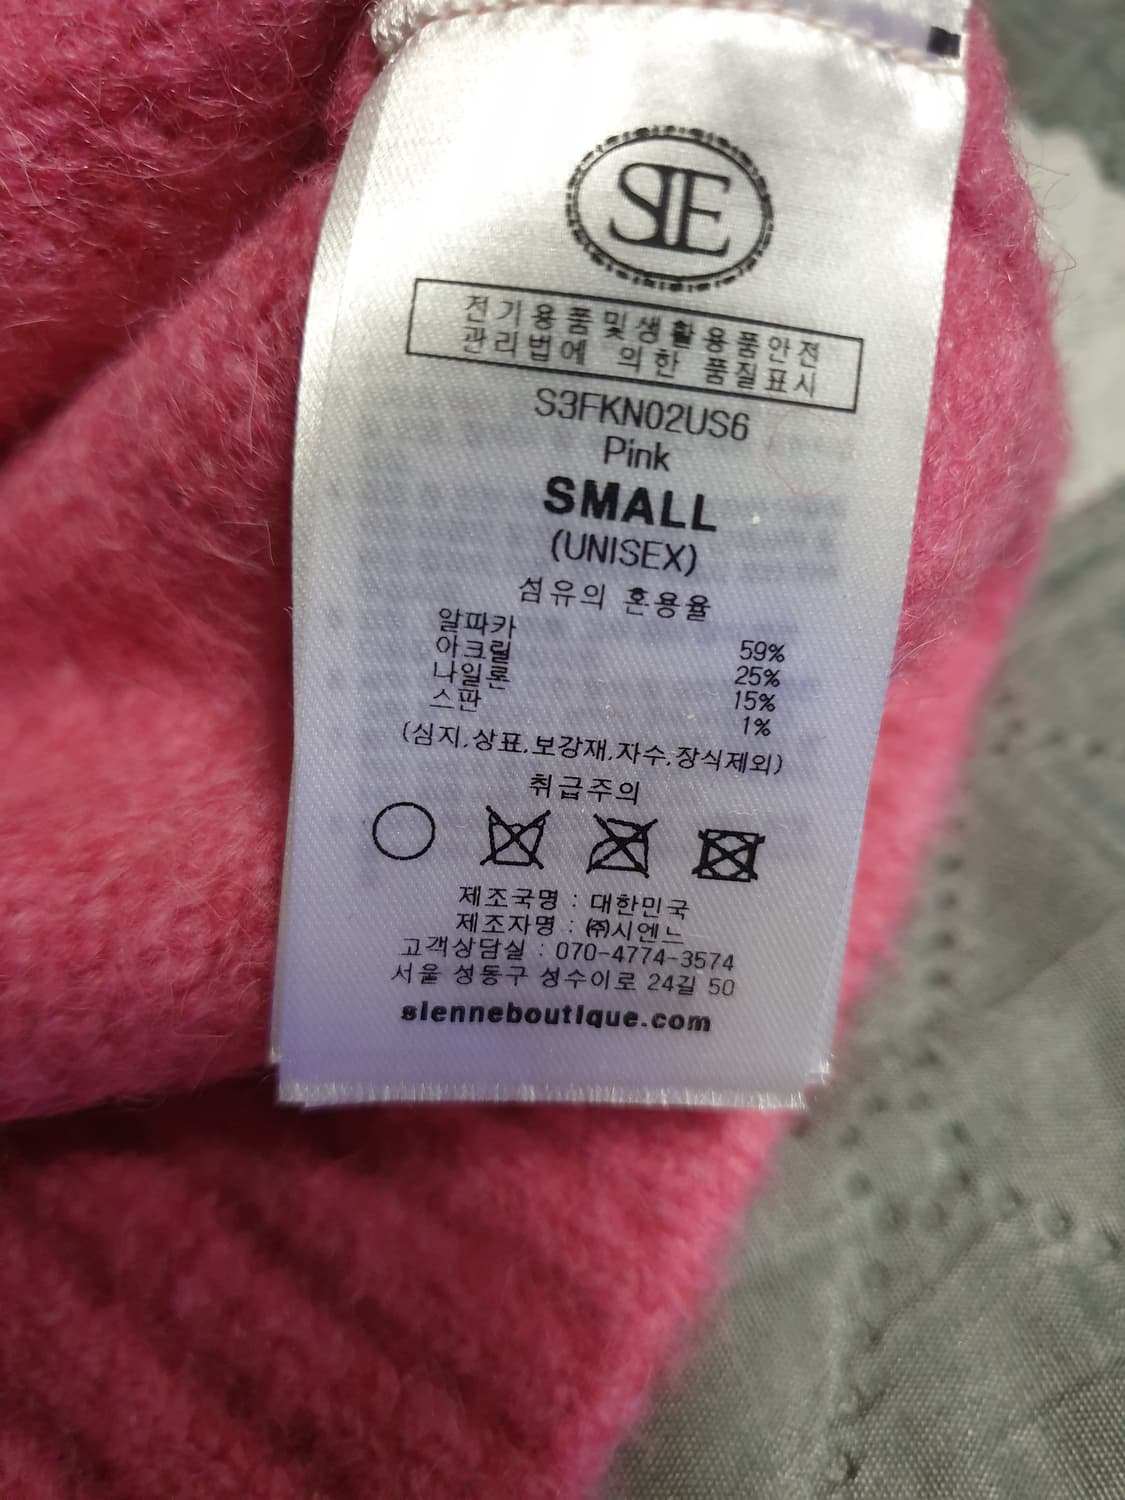 SIE
전기용품및생활용품안전
관리법에 의한 품질표시
S3FKN02US6
Pink
SMALL
(UNISEX)
섬유의 혼용율
알파카 59%
아크릴 25%
나일론 15%
스판 1%
(심지,상표,보강재,자수,장식제외)
취급주의
제조국명 : 대한민국
제조자명 : ㈜시엔느
고객상담실 : 070-4774-3574
서울 성동구 성수이로 24길 50
sienneboutique.com